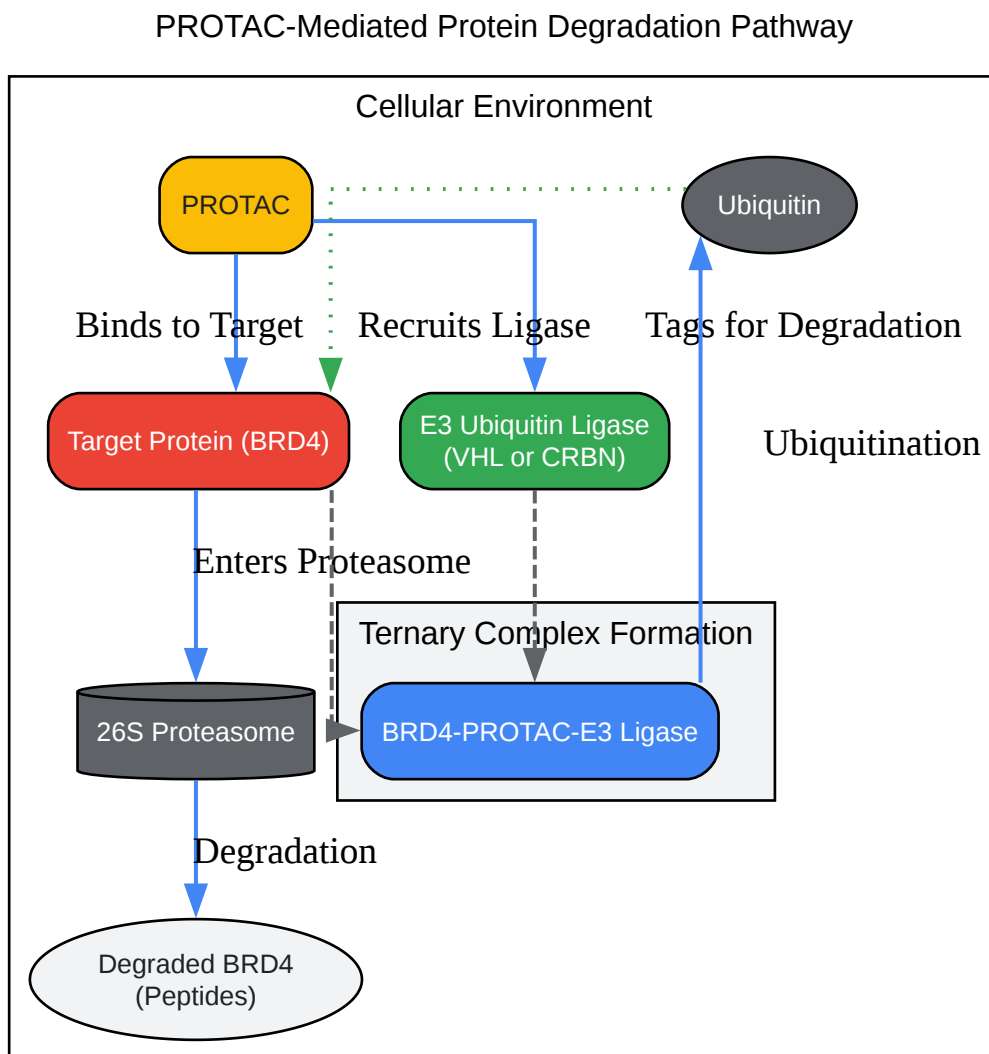 PROTAC-Mediated Protein Degradation Pathway
Cellular Environment
PROTAC
Ubiquitin
Binds to Target
Recruits Ligase
Tags for Degradation
Target Protein (BRD4)
E3 Ubiquitin Ligase
(VHL or CRBN)
Ubiquitination
Enters Proteasome
Ternary Complex Formation
26S Proteasome
BRD4-PROTAC-E3 Ligase
Degradation
Degraded BRD4
(Peptides)